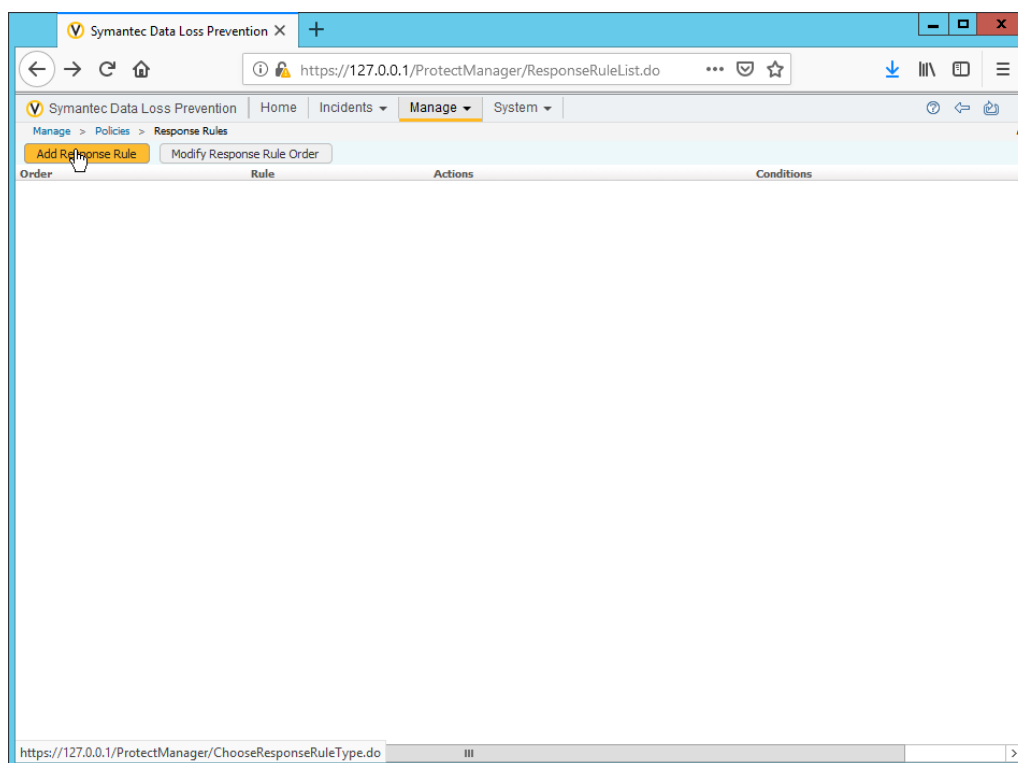 Symantec Data Loss Prevention
https://127.0.0.1/ProtectManager/ResponseRuleList.do
Symantec Data Loss Prevention Home Incidents Manage System
Manage > Policies > Response Rules
Add Response Rule Modify Response Rule Order
Order Rule Actions Conditions
https://127.0.0.1/ProtectManager/ChooseResponseRuleType.do